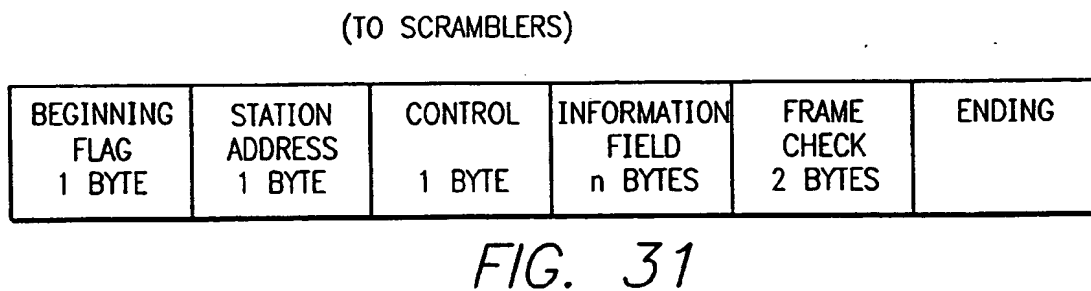 (TO SCRAMBLERS)
BEGINNING
FLAG
1 BYTE
STATION
ADDRESS
1 BYTE
CONTROL
1 BYTE
INFORMATION
FIELD
n BYTES
FRAME
CHECK
2 BYTES
ENDING
FIG. 31